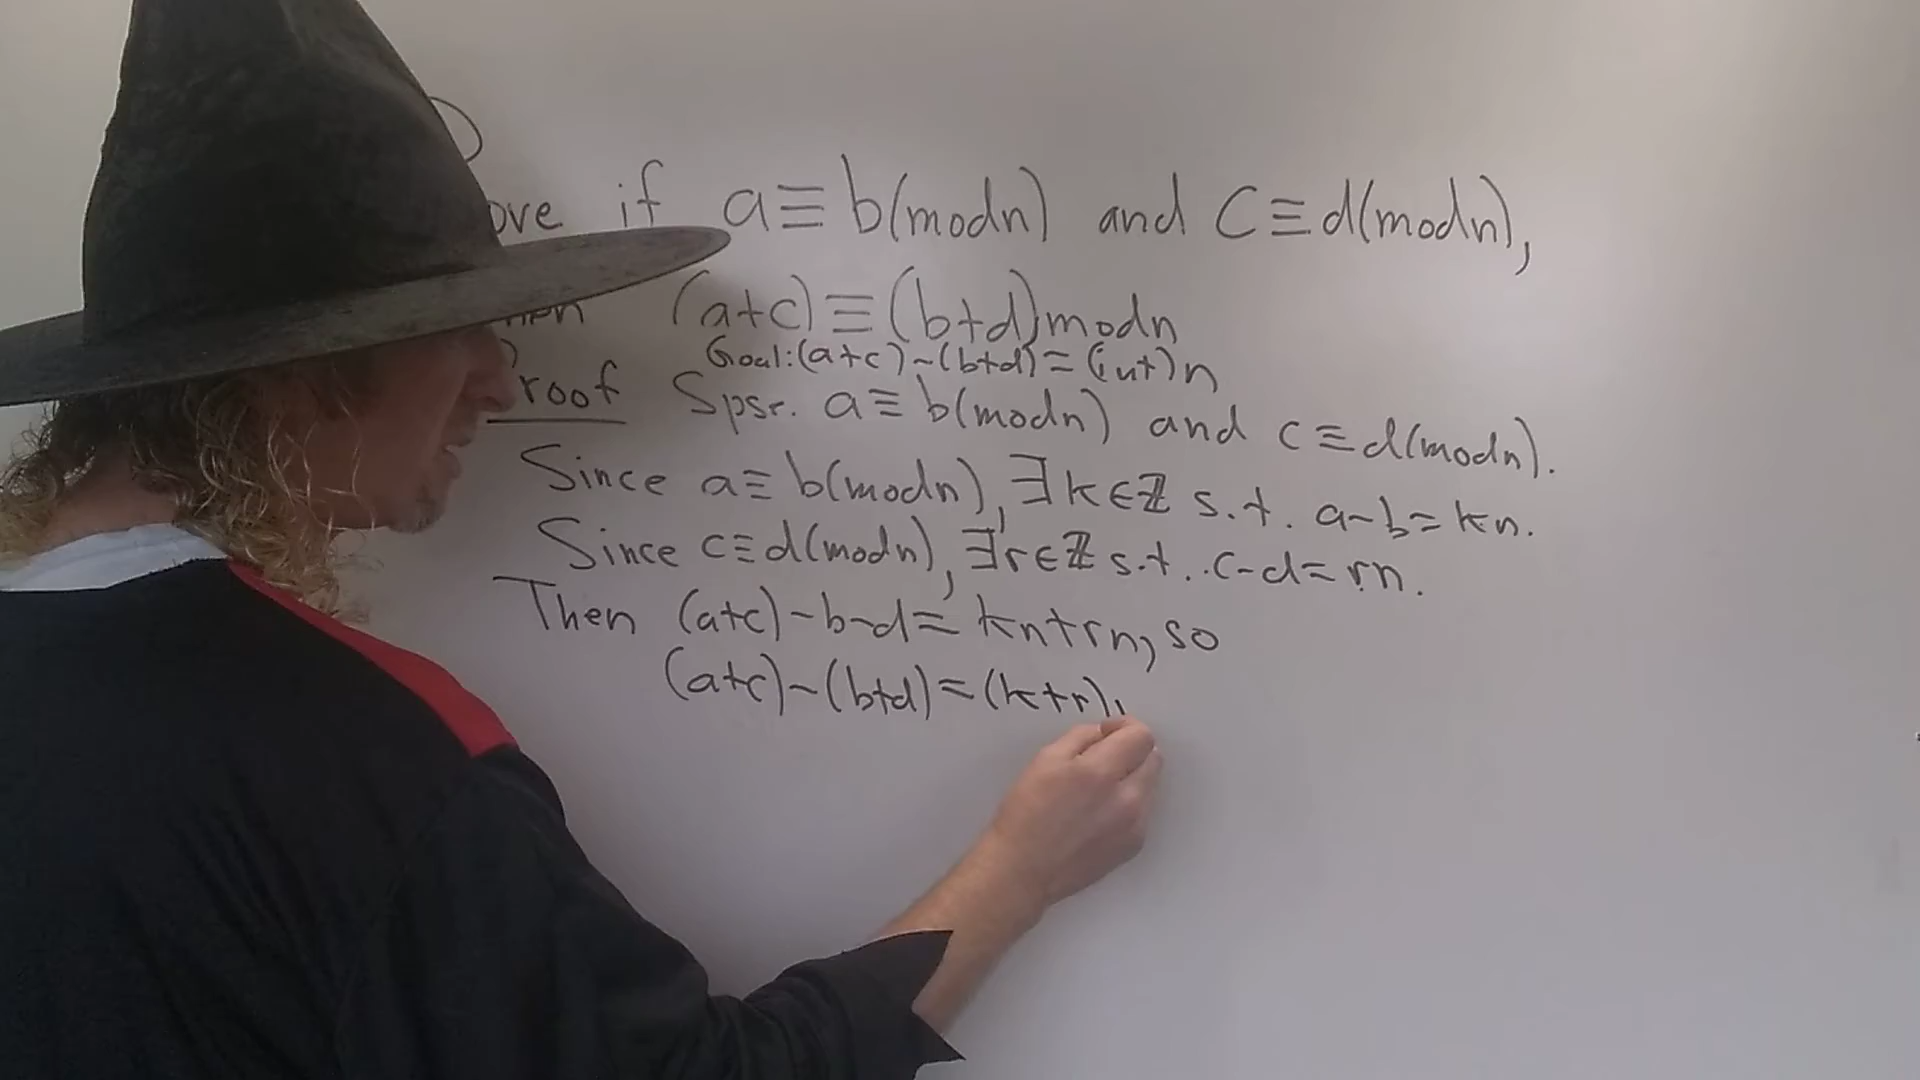 ove if a≡b(modn) and C≡d(modn),
hen (a+c)≡(b+d)modn
Goal:(a+c)-(b+d)=(int)n
roof Spse. a≡b(modn) and c≡d(modn).
Since a≡b(modn), ∃k∈ℤ s.t. a-b=kn.
Since c≡d(modn), ∃r∈ℤ s.t. c-d=rn.
Then (a+c)-b-d=kn+rn, so
(a+c)-(b+d)=(k+r)